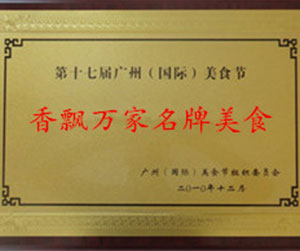 第十七届广州（国际）美食节
香飘万家名牌美食
广州（国际）美食节组织委员会
二〇一〇年十二月